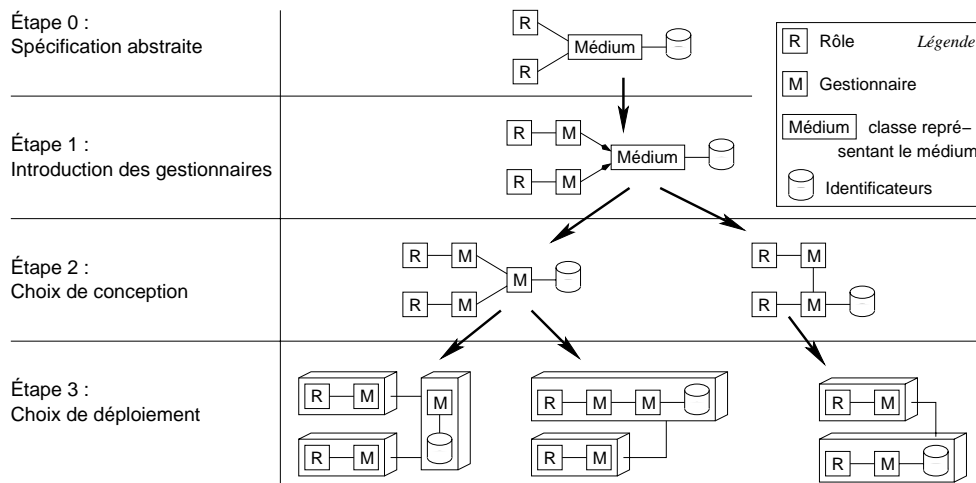 Étape 0 :
Spécification abstraite
R
Médium
R
Étape 1 :
Introduction des gestionnaires
R M
Médium
R M
Étape 2 :
Choix de conception
R M
M
R M
R M
R M
Étape 3 :
Choix de déploiement
R M
M
R M
R M M
R M
R M
R M
R Rôle Légende
M Gestionnaire
Médium classe repré-
sentant le médium
Identificateurs